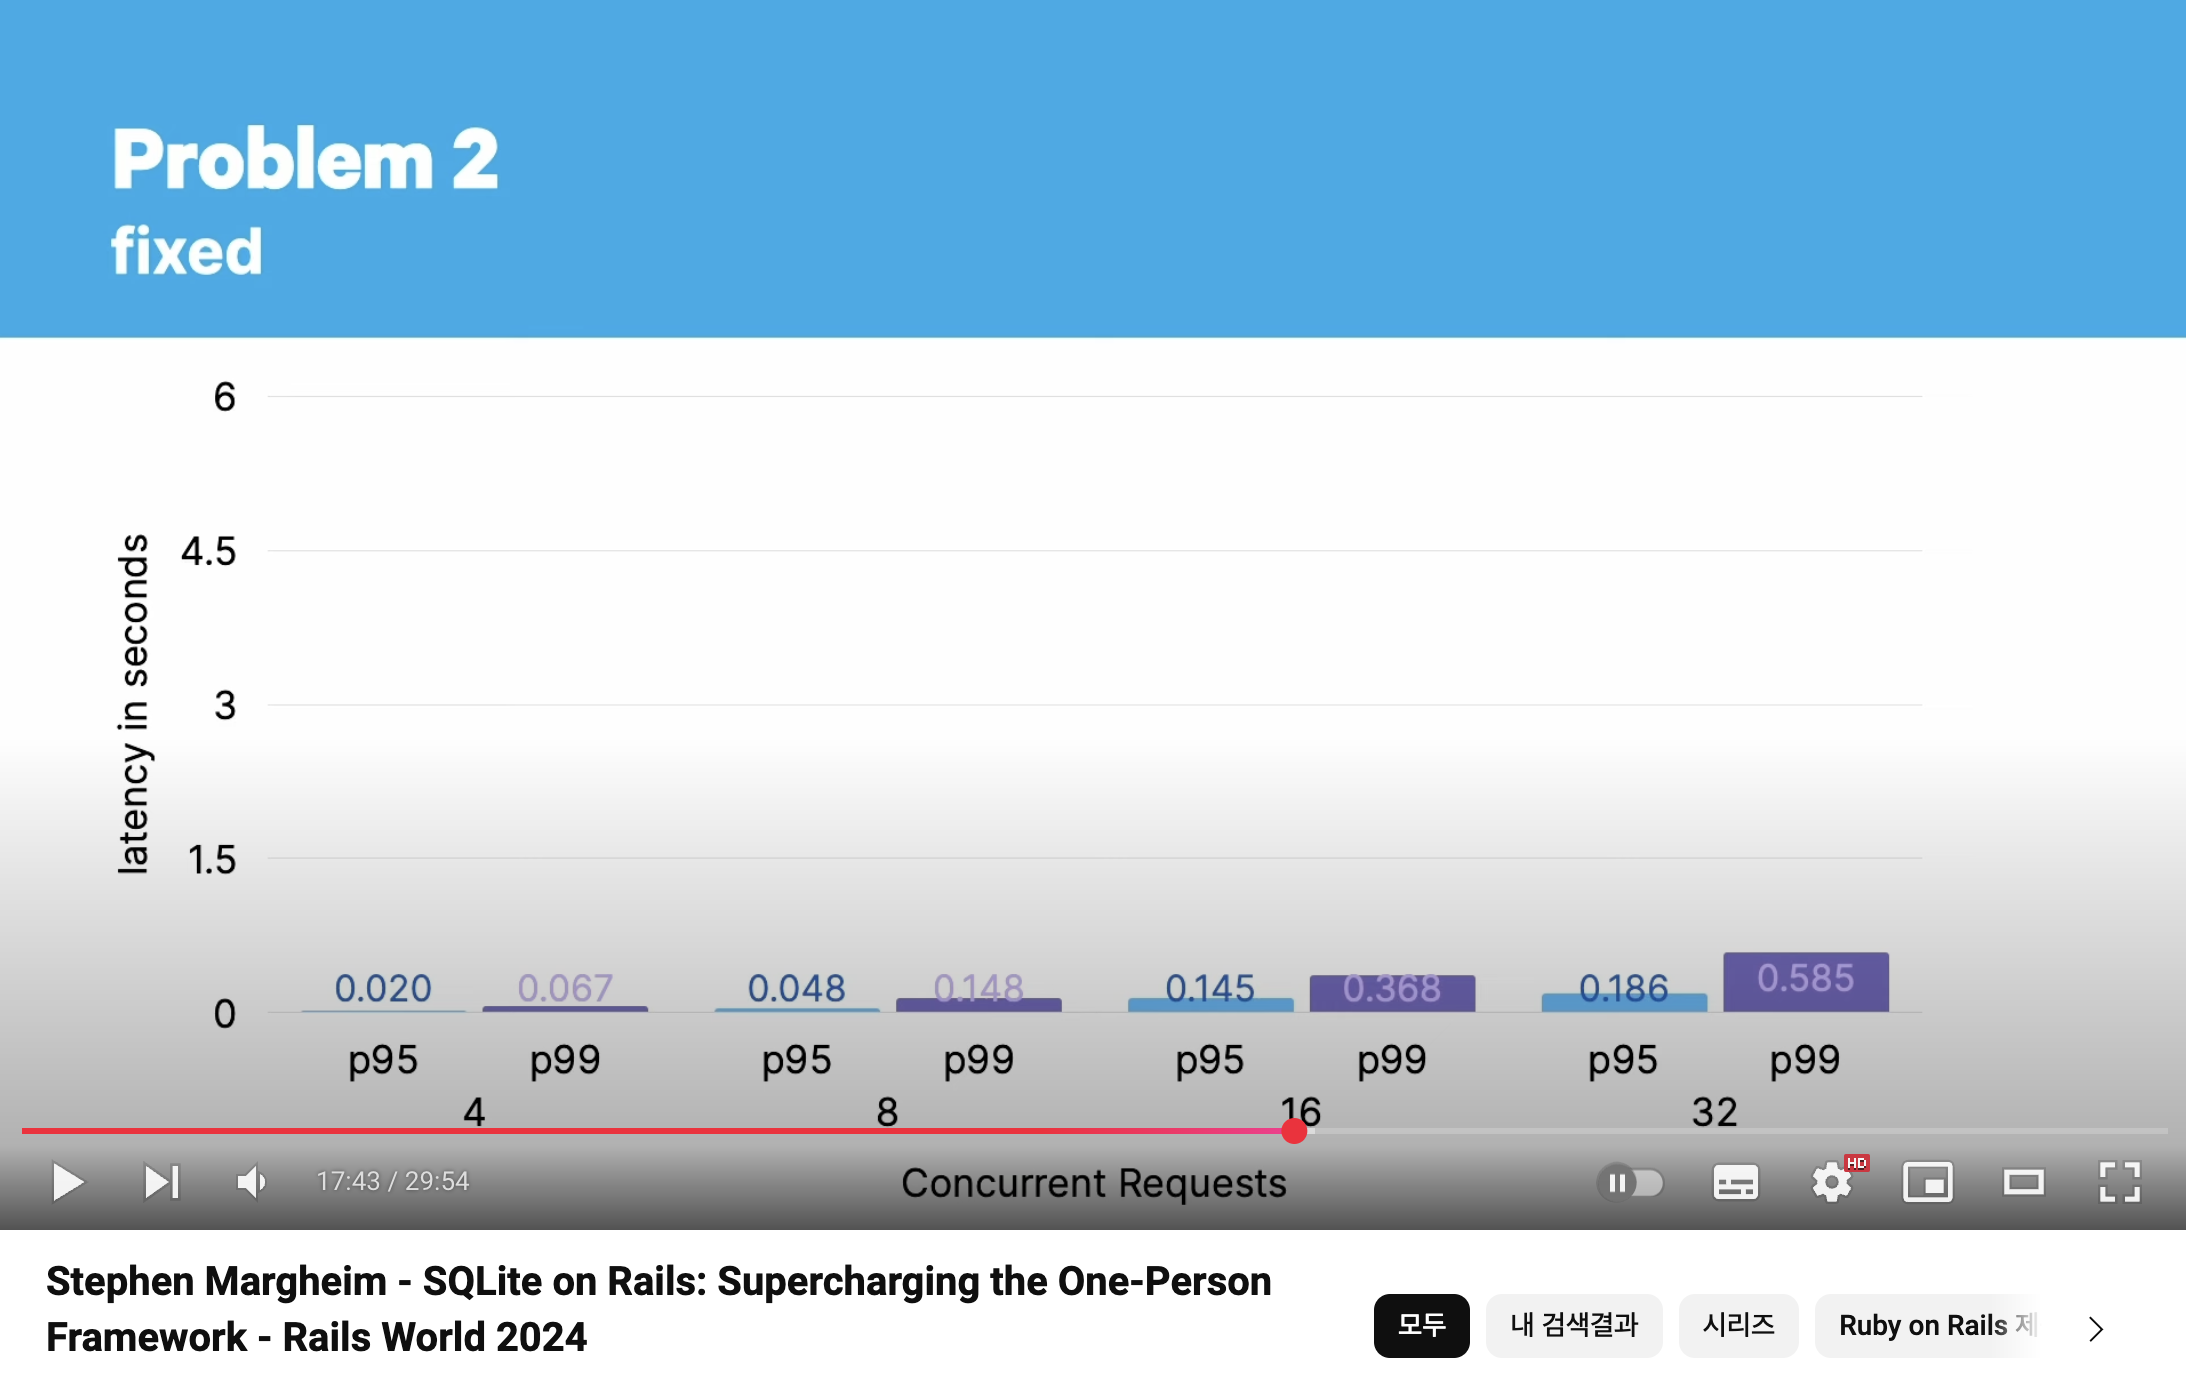 Problem 2
fixed
6
4.5
3
1.5
0
latency in seconds
0.020 0.067 0.048 0.148 0.145 0.368 0.186 0.585
p95 p99 p95 p99 p95 p99 p95 p99
4 8 16 32
17:43 / 29:54
Concurrent Requests
HD
Stephen Margheim - SQLite on Rails: Supercharging the One-Person
Framework - Rails World 2024
모두 내 검색결과 시리즈 Ruby on Rails 제